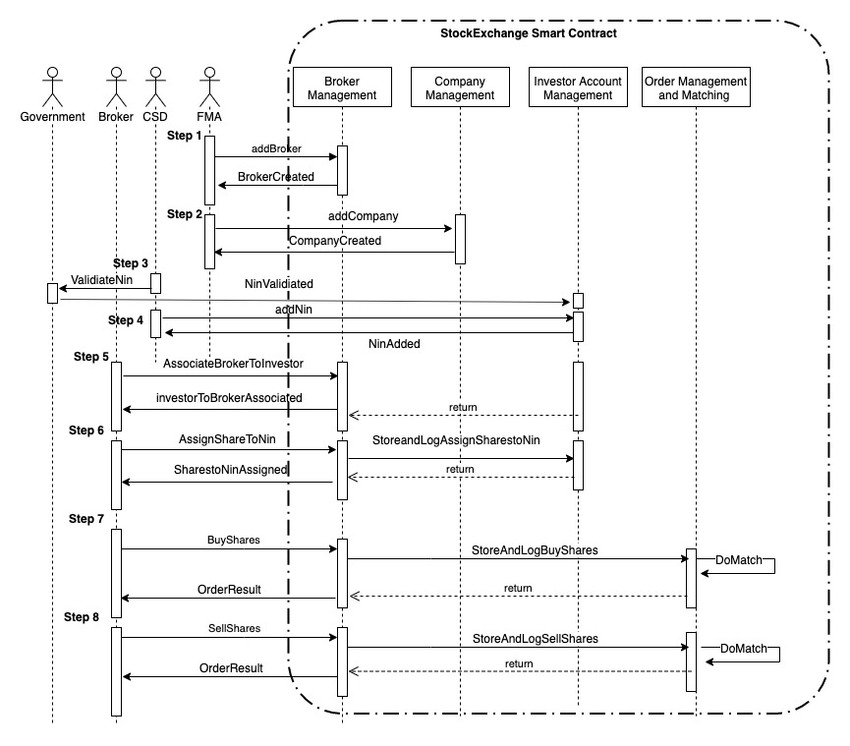 StockExchange Smart Contract
Broker
Management
Company
Management
Investor Account
Management
Order Management
and Matching
Government
Broker
CSD
FMA
Step 1
addBroker
BrokerCreated
Step 2
addCompany
CompanyCreated
Step 3
ValidateNin
NinValidiated
Step 4
addNin
NinAdded
Step 5
AssociateBrokerToInvestor
investorToBrokerAssociated
return
Step 6
AssignShareToNin
StoreandLogAssignSharestoNin
SharestoNinAssigned
return
Step 7
BuyShares
StoreAndLogBuyShares
DoMatch
OrderResult
return
Step 8
SellShares
StoreAndLogSellShares
DoMatch
OrderResult
return